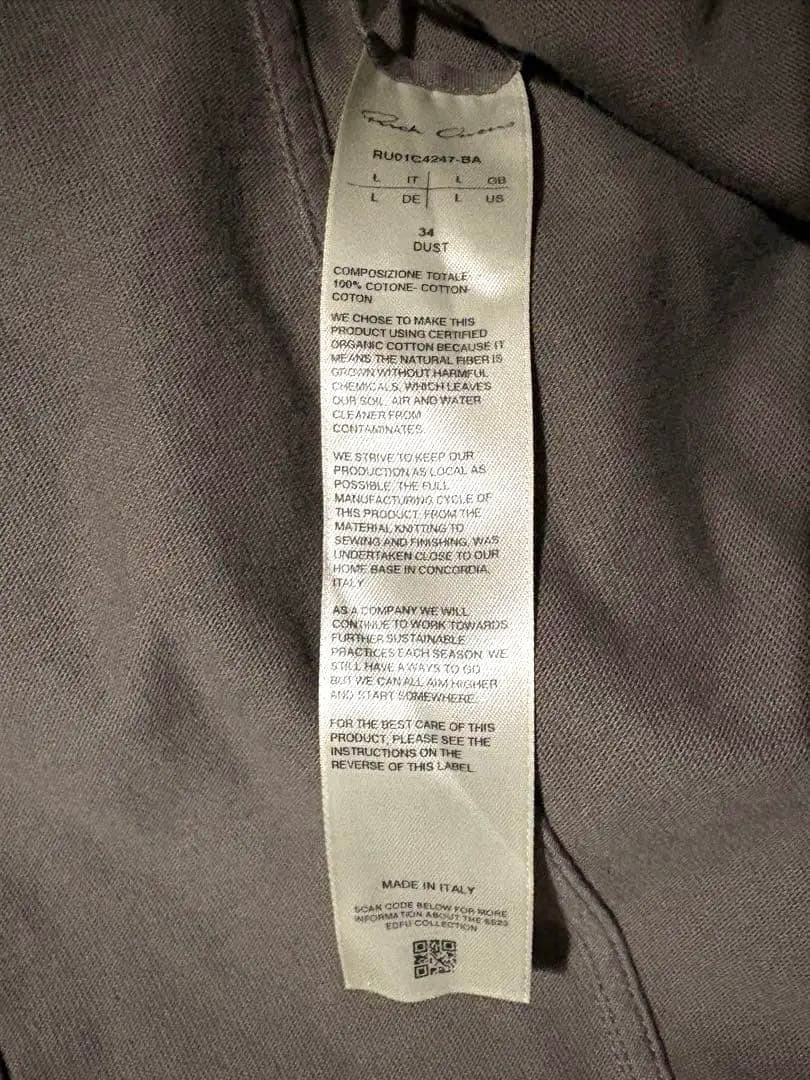 Rick Owens
RU01C4247-BA
L IT L GB
L DE L US
34
DUST
COMPOSIZIONE TOTALE
100% COTONE- COTTON-
COTON
WE CHOSE TO MAKE THIS
PRODUCT USING CERTIFIED
ORGANIC COTTON BECAUSE IT
MEANS THE NATURAL FIBER IS
GROWN WITHOUT HARMFUL
CHEMICALS, WHICH LEAVES
OUR SOIL, AIR AND WATER
CLEANER FROM
CONTAMINATES.
WE STRIVE TO KEEP OUR
PRODUCTION AS LOCAL AS
POSSIBLE, THE FULL
MANUFACTURING CYCLE OF
THIS PRODUCT, FROM THE
MATERIAL KNITTING TO
SEWING AND FINISHING, WAS
UNDERTAKEN CLOSE TO OUR
HOME BASE IN CONCORDIA,
ITALY
AS A COMPANY WE WILL
CONTINUE TO WORK TOWARDS
FURTHER SUSTAINABLE
PRACTICES EACH SEASON. WE
STILL HAVE A WAYS TO GO
BUT WE CAN ALL AIM HIGHER
AND START SOMEWHERE.
FOR THE BEST CARE OF THIS
PRODUCT, PLEASE SEE THE
INSTRUCTIONS ON THE
REVERSE OF THIS LABEL.
MADE IN ITALY
SCAN CODE BELOW FOR MORE
INFORMATION ABOUT THE SS23
EDFU COLLECTION